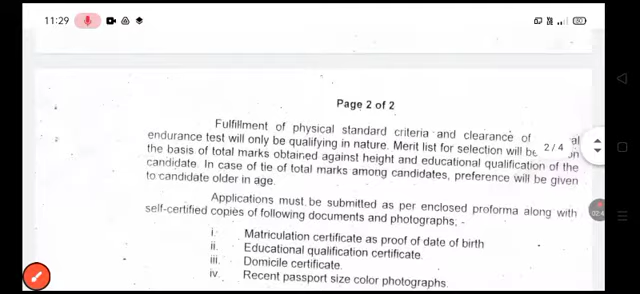 11:29
Page 2 of 2
Fulfillment of physical standard criteria and clearance of al
endurance test will only be qualifying in nature. Merit list for selection will be on
2/4
the basis of total marks obtained against height and educational qualification of the
candidate. In case of tie of total marks among candidates, preference will be given
to candidate older in age.
Applications must be submitted as per enclosed proforma along with
self-certified copies of following documents and photographs; -
i. Matriculation certificate as proof of date of birth
ii. Educational qualification certificate.
iii. Domicile certificate.
iv. Recent passport size color photographs.